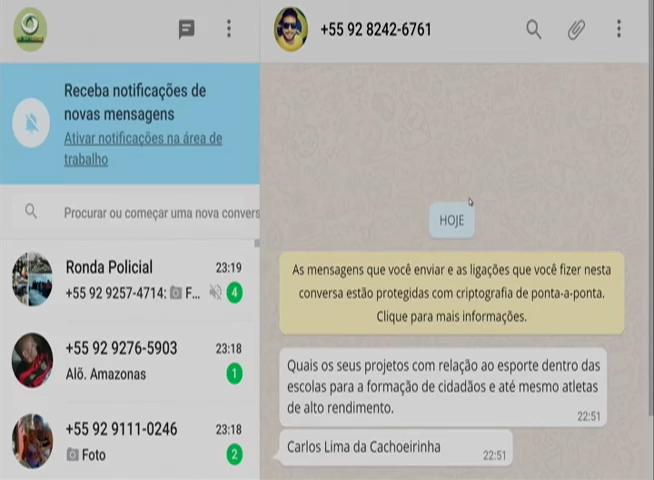 +55 92 8242-6761
Receba notificações de
novas mensagens
Ativar notificações na área de
trabalho
Procurar ou começar uma nova convers
Ronda Policial 23:19
+55 92 9257-4714: F... 4
+55 92 9276-5903 23:18
Alõ. Amazonas 1
+55 92 9111-0246 23:18
Foto 2
HOJE
As mensagens que você enviar e as ligações que você fizer nesta
conversa estão protegidas com criptografia de ponta-a-ponta.
Clique para mais informações.
Quais os seus projetos com relação ao esporte dentro das
escolas para a formação de cidadãos e até mesmo atletas
de alto rendimento.
22:51
Carlos Lima da Cachoeirinha
22:51